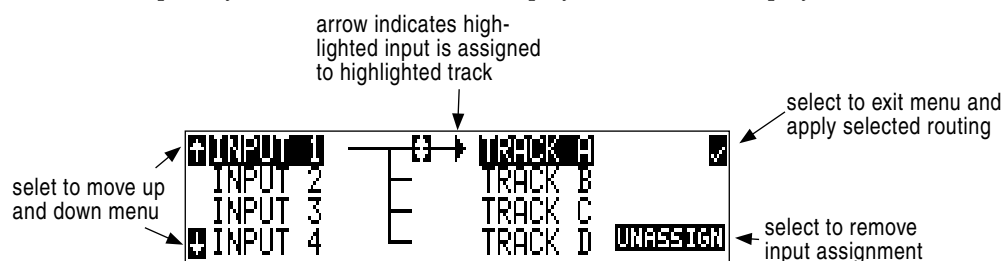 arrow indicates high-
lighted input is assigned
to highlighted track
select to exit menu and
apply selected routing
selet to move up
and down menu
INPUT 1 TRACK A
INPUT 2 TRACK B
INPUT 3 TRACK C
INPUT 4 TRACK D UNASSIGN
select to remove
input assignment